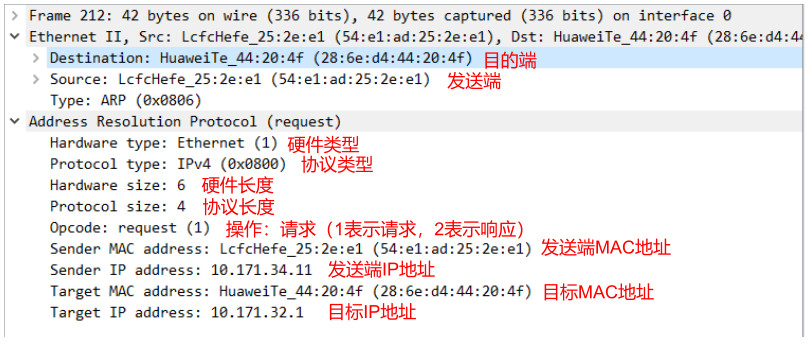 Frame 212: 42 bytes on wire (336 bits), 42 bytes captured (336 bits) on interface 0
Ethernet II, Src: LcfcHefe_25:2e:e1 (54:e1:ad:25:2e:e1), Dst: HuaweiTe_44:20:4f (28:6e:d4:44
Destination: HuaweiTe_44:20:4f (28:6e:d4:44:20:4f) 目的端
Source: LcfcHefe_25:2e:e1 (54:e1:ad:25:2e:e1) 发送端
Type: ARP (0x0806)
Address Resolution Protocol (request)
Hardware type: Ethernet (1) 硬件类型
Protocol type: IPv4 (0x0800) 协议类型
Hardware size: 6 硬件长度
Protocol size: 4 协议长度
Opcode: request (1) 操作：请求（1表示请求，2表示响应）
Sender MAC address: LcfcHefe_25:2e:e1 (54:e1:ad:25:2e:e1) 发送端MAC地址
Sender IP address: 10.171.34.11 发送端IP地址
Target MAC address: HuaweiTe_44:20:4f (28:6e:d4:44:20:4f) 目标MAC地址
Target IP address: 10.171.32.1 目标IP地址